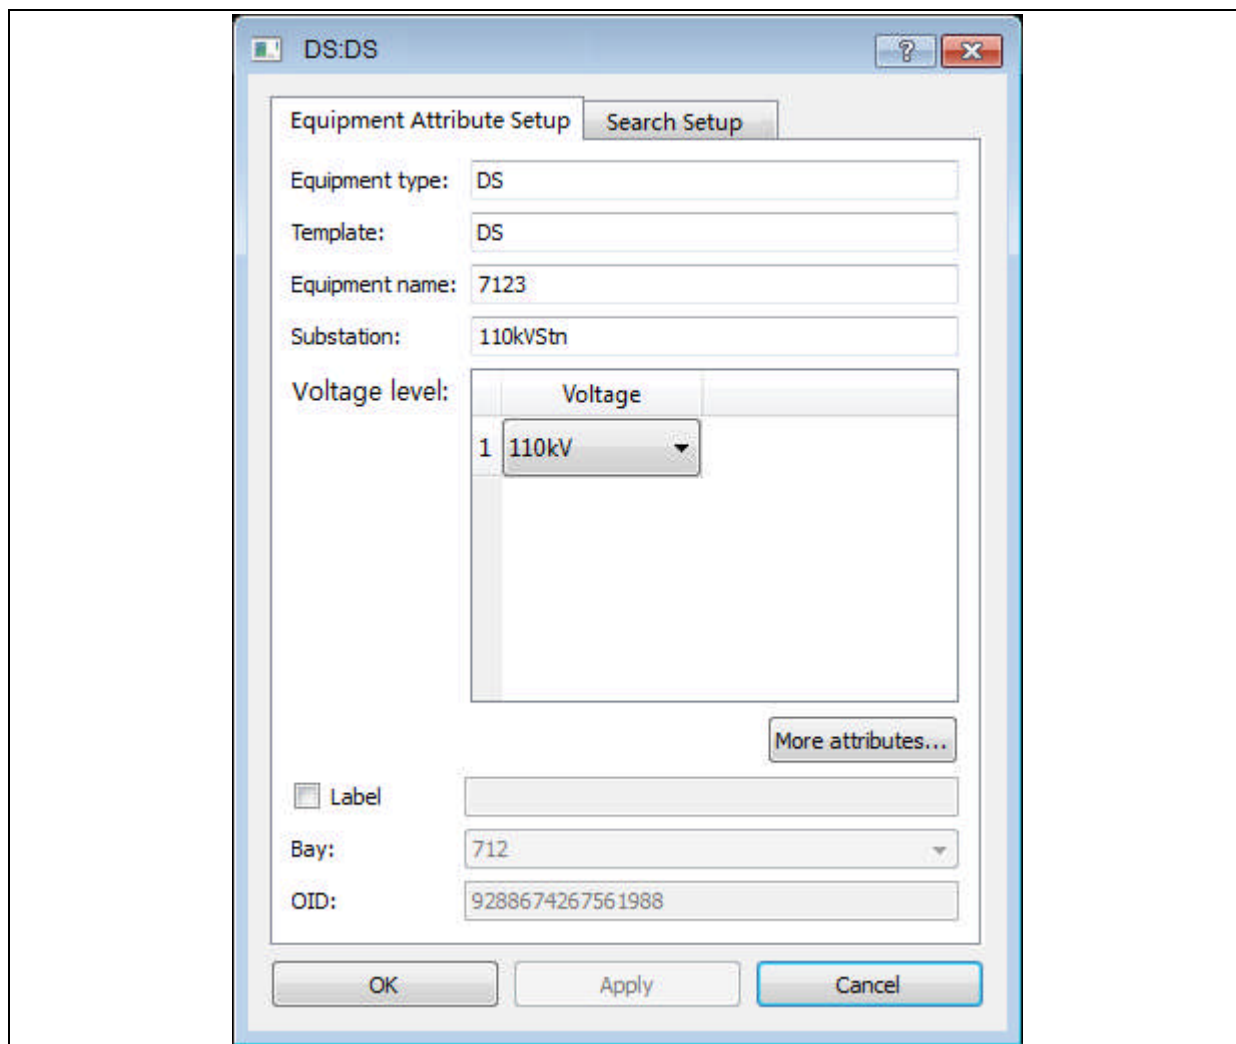 DS:DS
Equipment Attribute Setup Search Setup
Equipment type: DS
Template: DS
Equipment name: 7123
Substation: 110kVStn
Voltage level: Voltage
1 110kV
More attributes...
Label
Bay: 712
OID: 9288674267561988
OK Apply Cancel